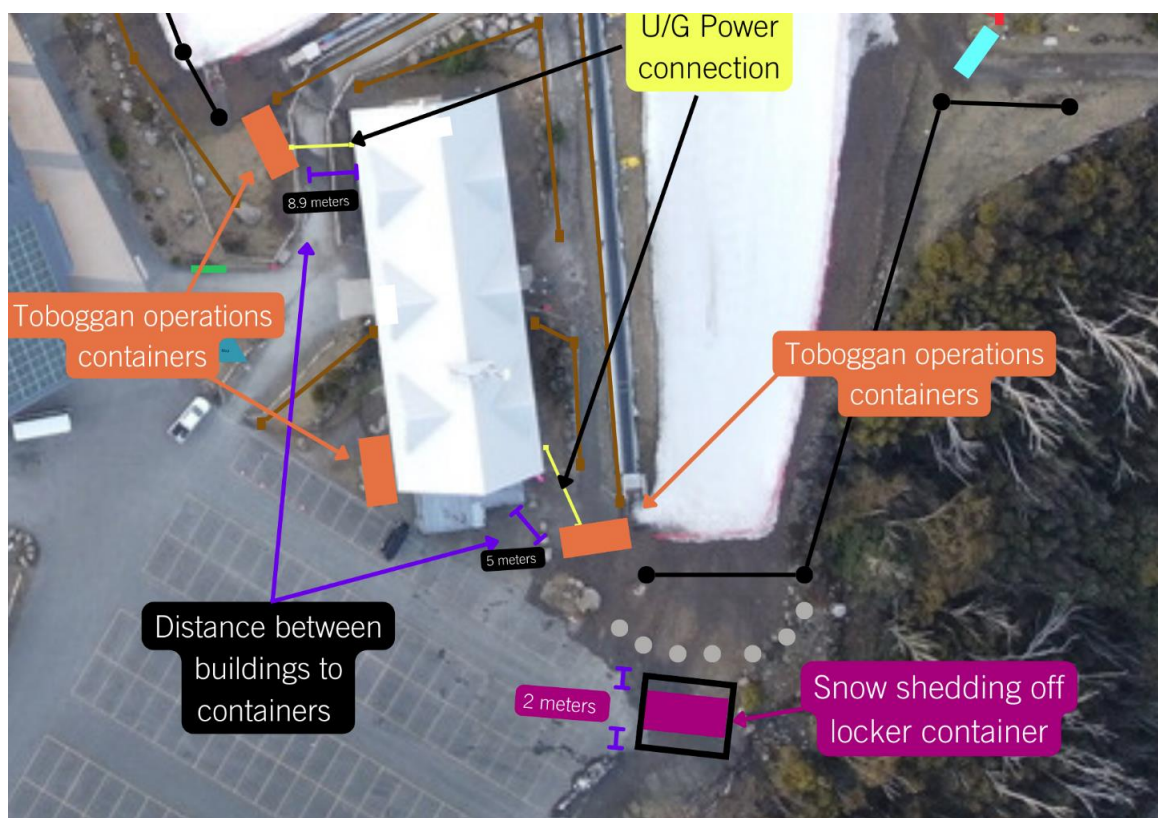 U/G Power
connection
8.9 meters
Toboggan operations
containers
Toboggan operations
containers
5 meters
Distance between
buildings to
containers
2 meters
Snow shedding off
locker container